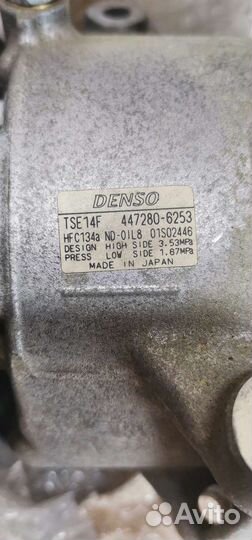 DENSO
TSE14F 447280-6253
HFC134a ND-OIL8 01S02446
DESIGN HIGH SIDE 3.53MPa
PRESS LOW SIDE 1.67MPa
MADE IN JAPAN
Avito